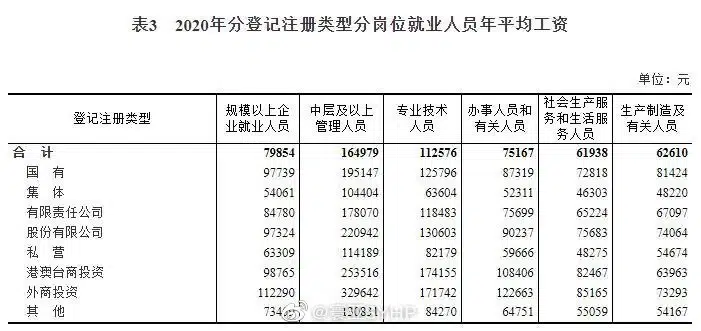 表3 2020年分登记注册类型分岗位就业人员年平均工资
单位：元
登记注册类型 规模以上企业就业人员 中层及以上管理人员 专业技术人员 办事人员和有关人员 社会生产服务和生活服务人员 生产制造及有关人员
合 计 79854 164979 112576 75167 61938 62610
国 有 97739 195147 125796 87319 72818 81424
集 体 54061 104404 63604 52311 46303 48220
有限责任公司 84780 178070 118483 75699 65224 67097
股份有限公司 97324 220942 130603 90237 75683 74064
私 营 63309 114189 82179 59666 48275 54674
港澳台商投资 98765 253516 174155 108406 82467 63963
外商投资 112290 329642 171742 122663 85165 73293
其 他 84270 64751 55059 54167